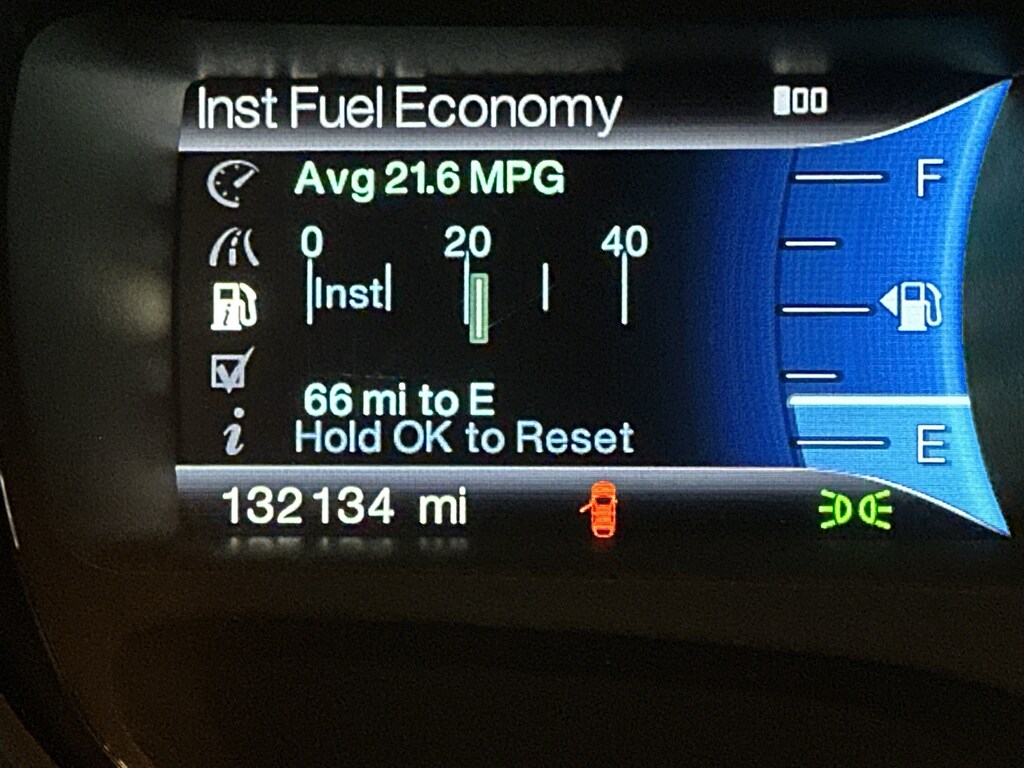 Inst Fuel Economy
Avg 21.6 MPG
F
0 20 40
Inst
66 mi to E
Hold OK to Reset
E
132134 mi